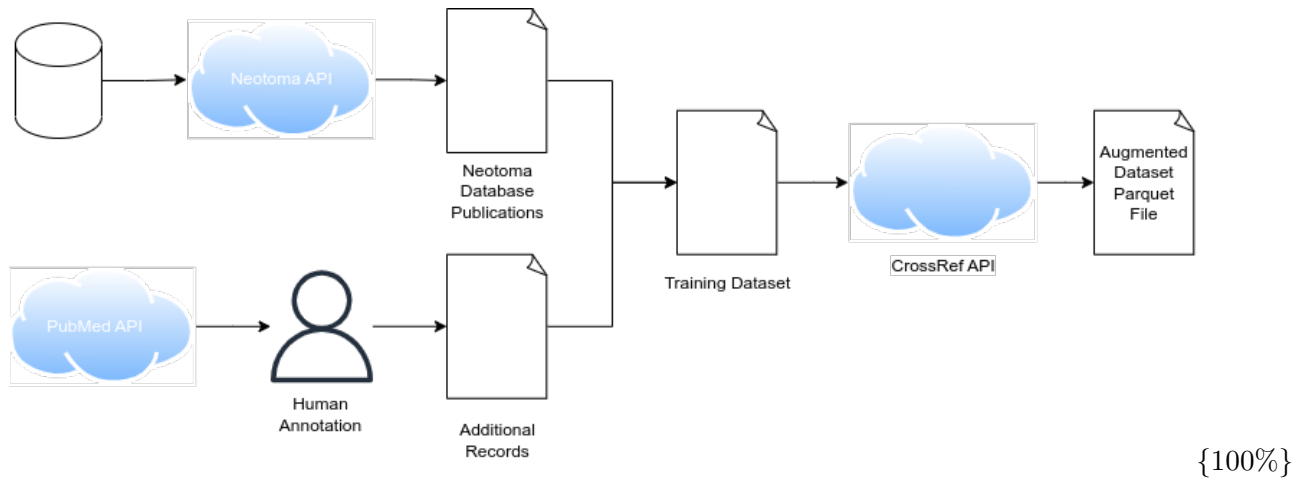 Neotoma API
Neotoma
Database
Publications
PubMed API
Human
Annotation
Additional
Records
Training Dataset
CrossRef API
Augmented
Dataset
Parquet
File
{100%}